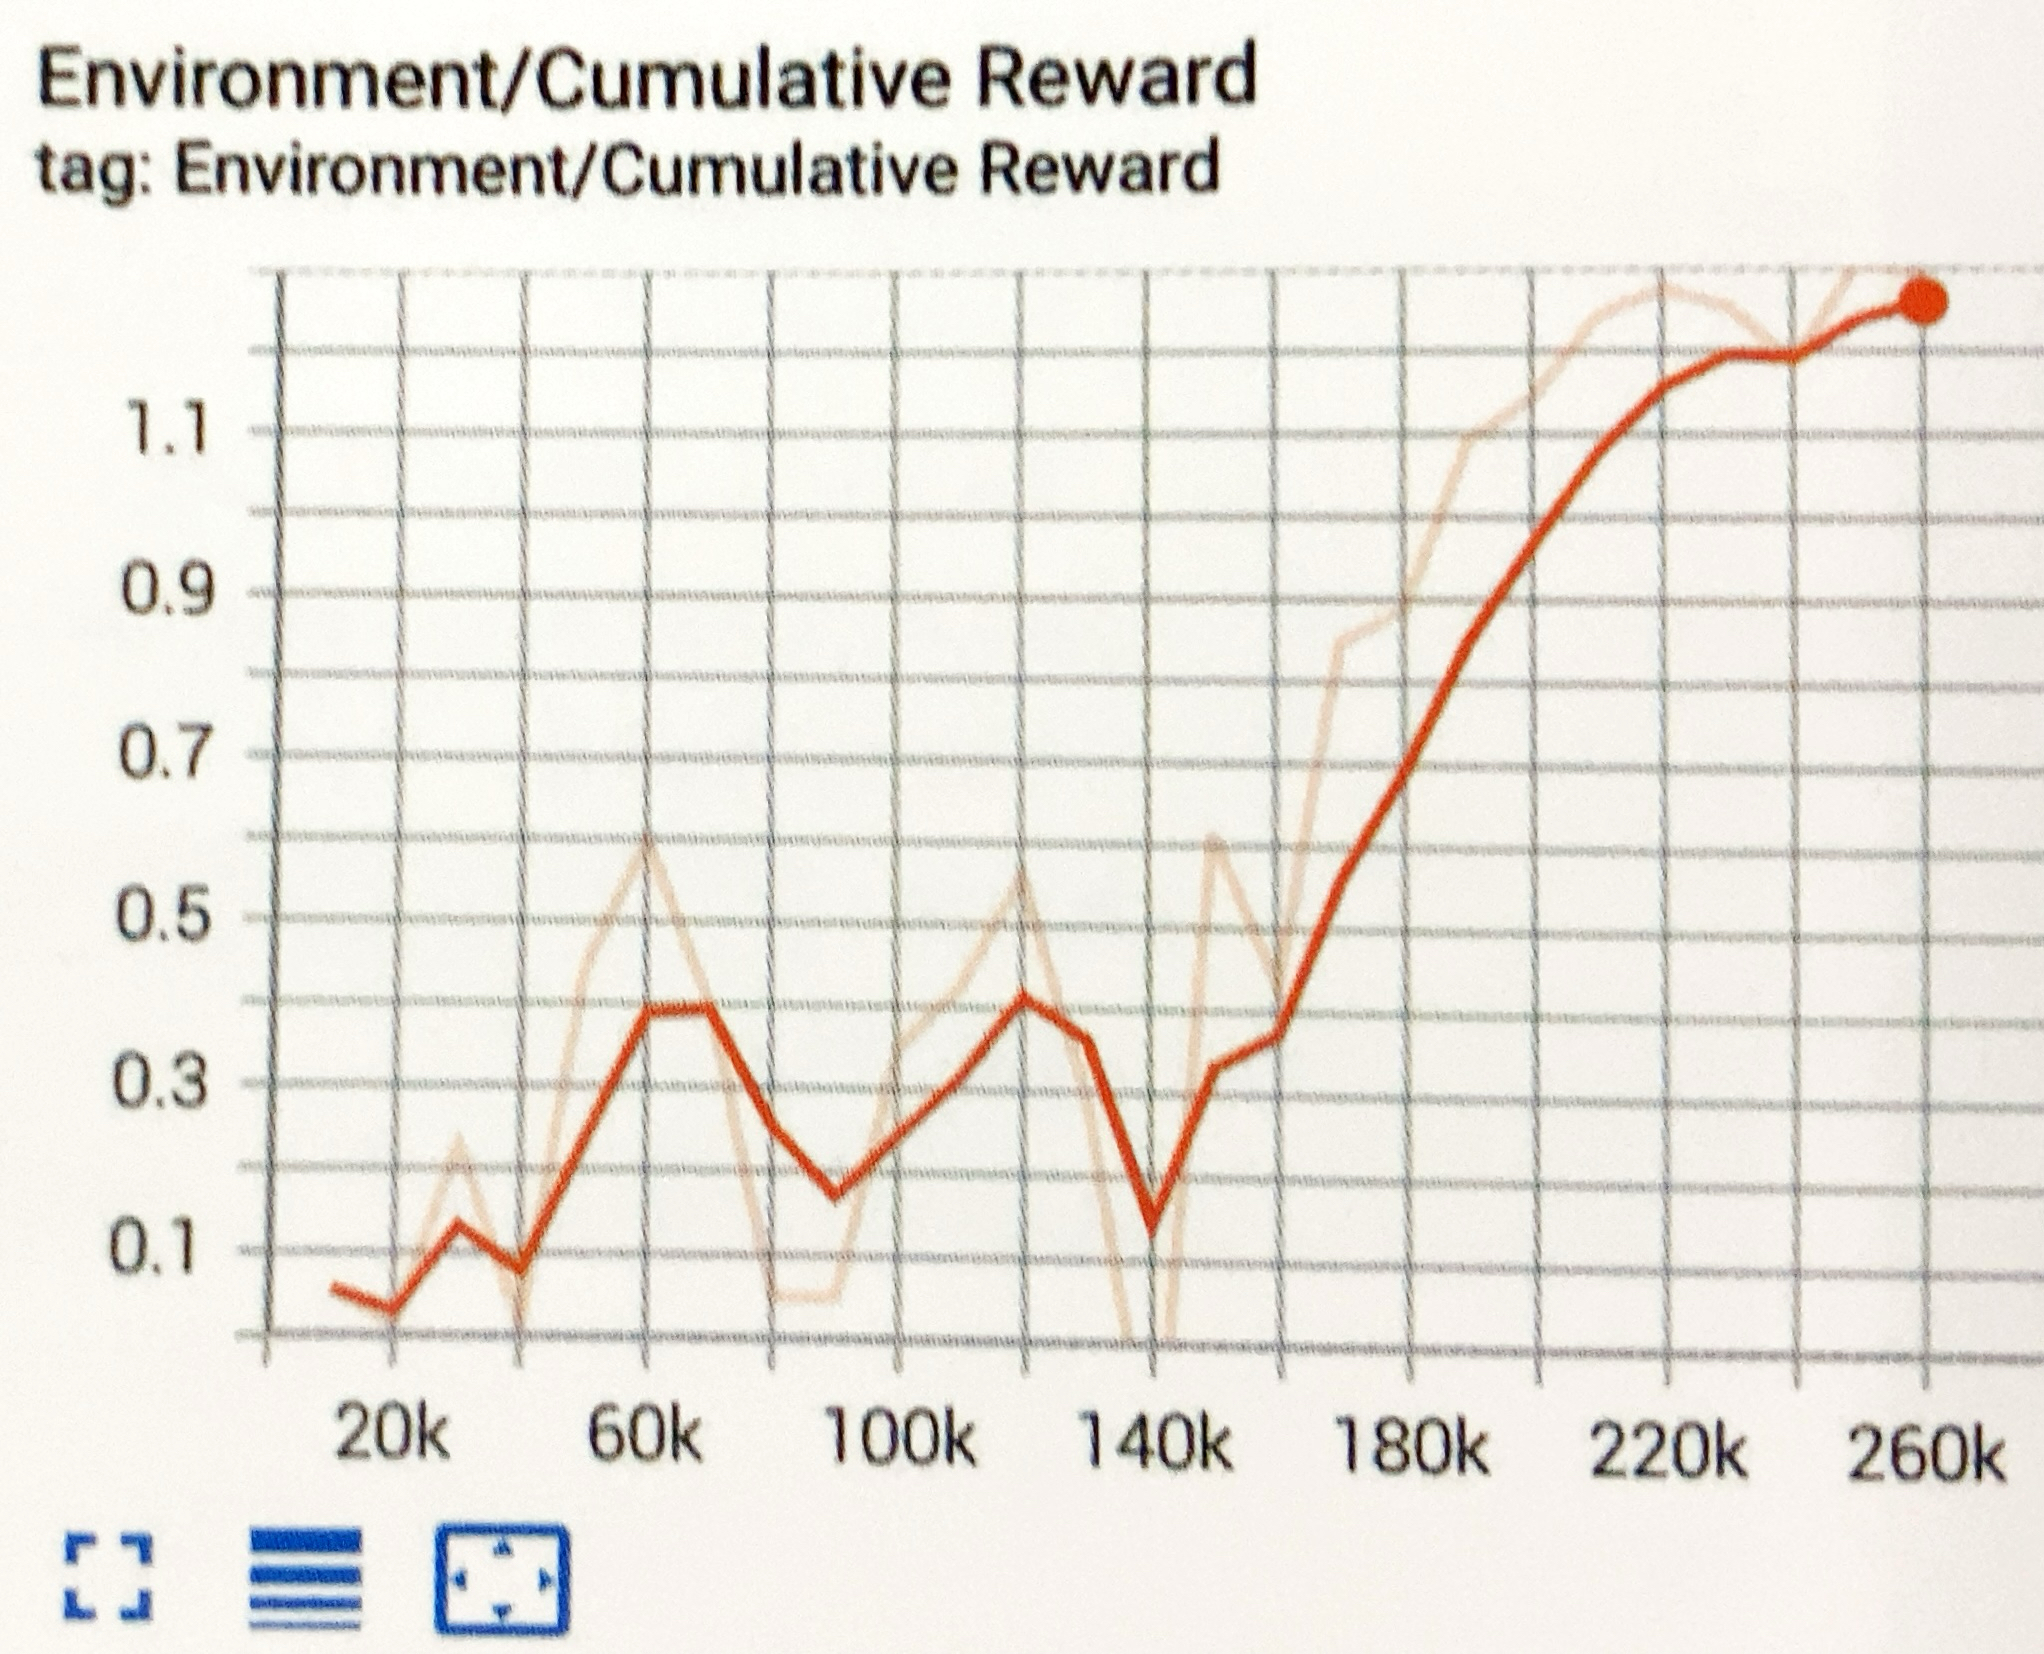 Environment/Cumulative Reward
tag: Environment/Cumulative Reward
1.1
0.9
0.7
0.5
0.3
0.1
20k 60k 100k 140k 180k 220k 260k